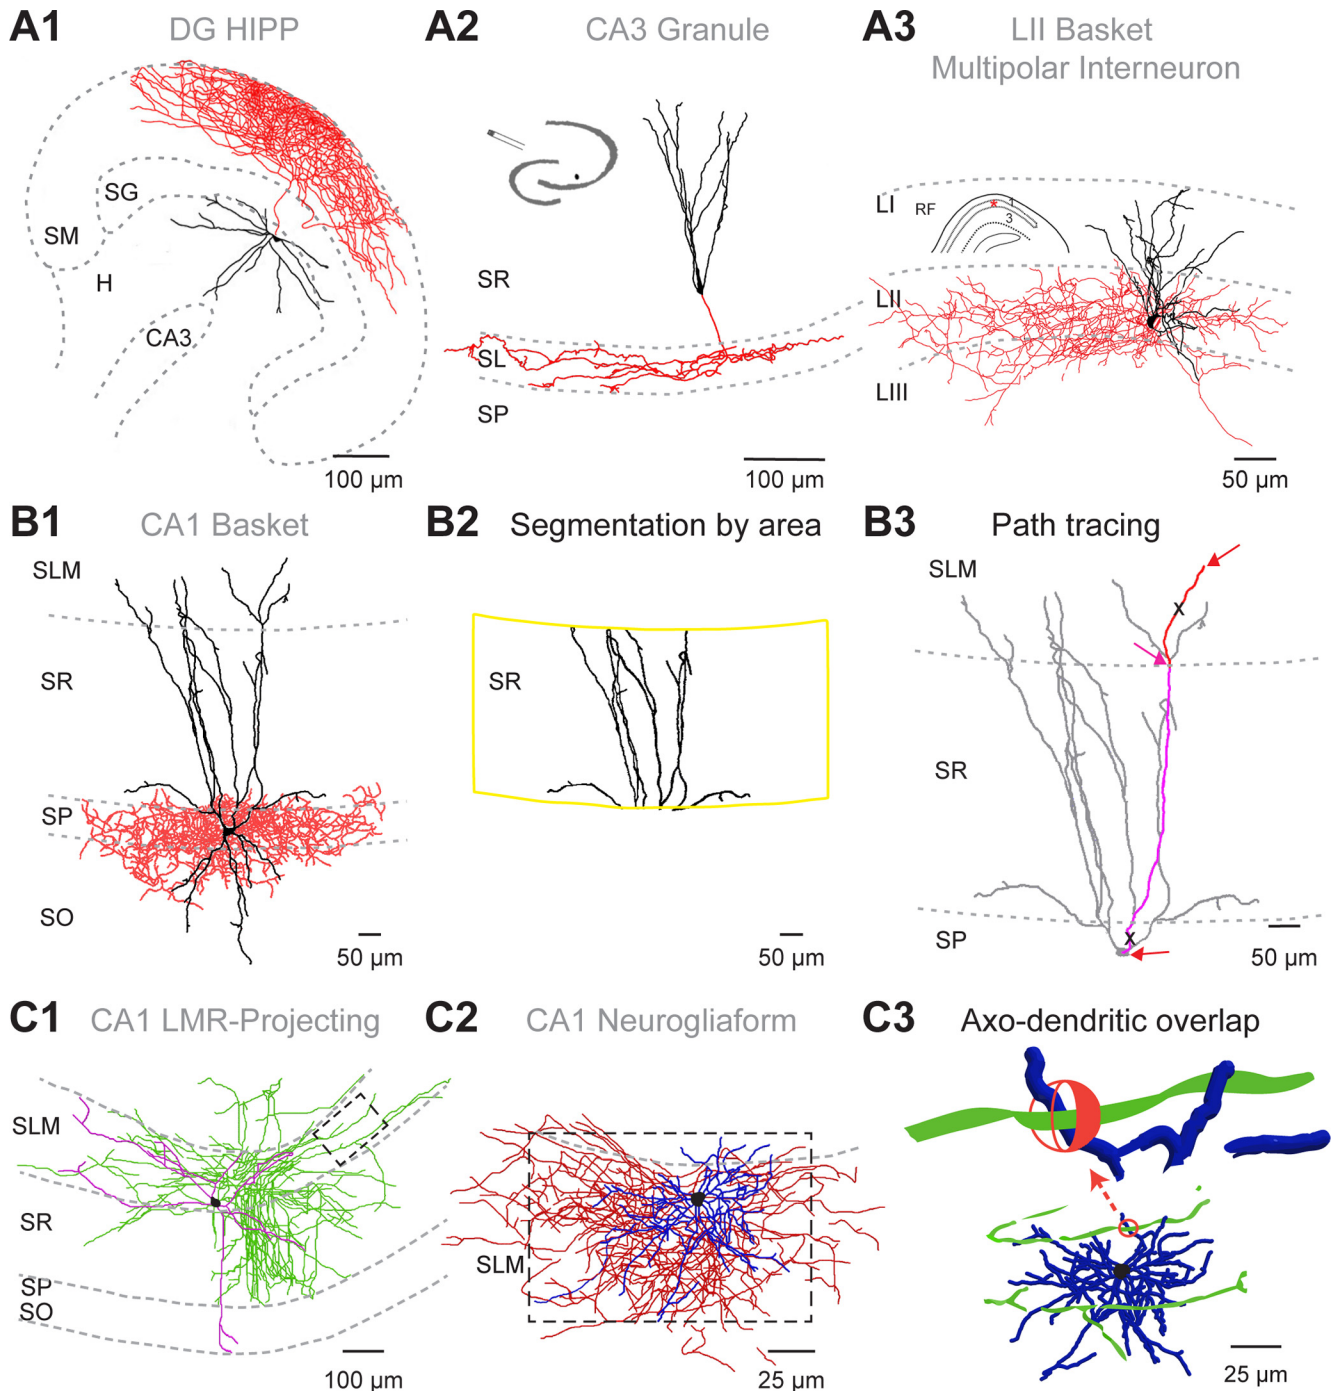 A1 DG HIPP
SG
SM
H
CA3
100 µm
A2 CA3 Granule
SR
SL
SP
100 µm
A3 LII Basket
Multipolar Interneuron
LI
RF
1
3
LII
LIII
50 µm
B1 CA1 Basket
SLM
SR
SP
SO
50 µm
B2 Segmentation by area
SR
50 µm
B3 Path tracing
SLM
X
SR
X
SP
50 µm
C1 CA1 LMR-Projecting
SLM
SR
SP
SO
100 µm
C2 CA1 Neurogliaform
SLM
25 µm
C3 Axo-dendritic overlap
25 µm